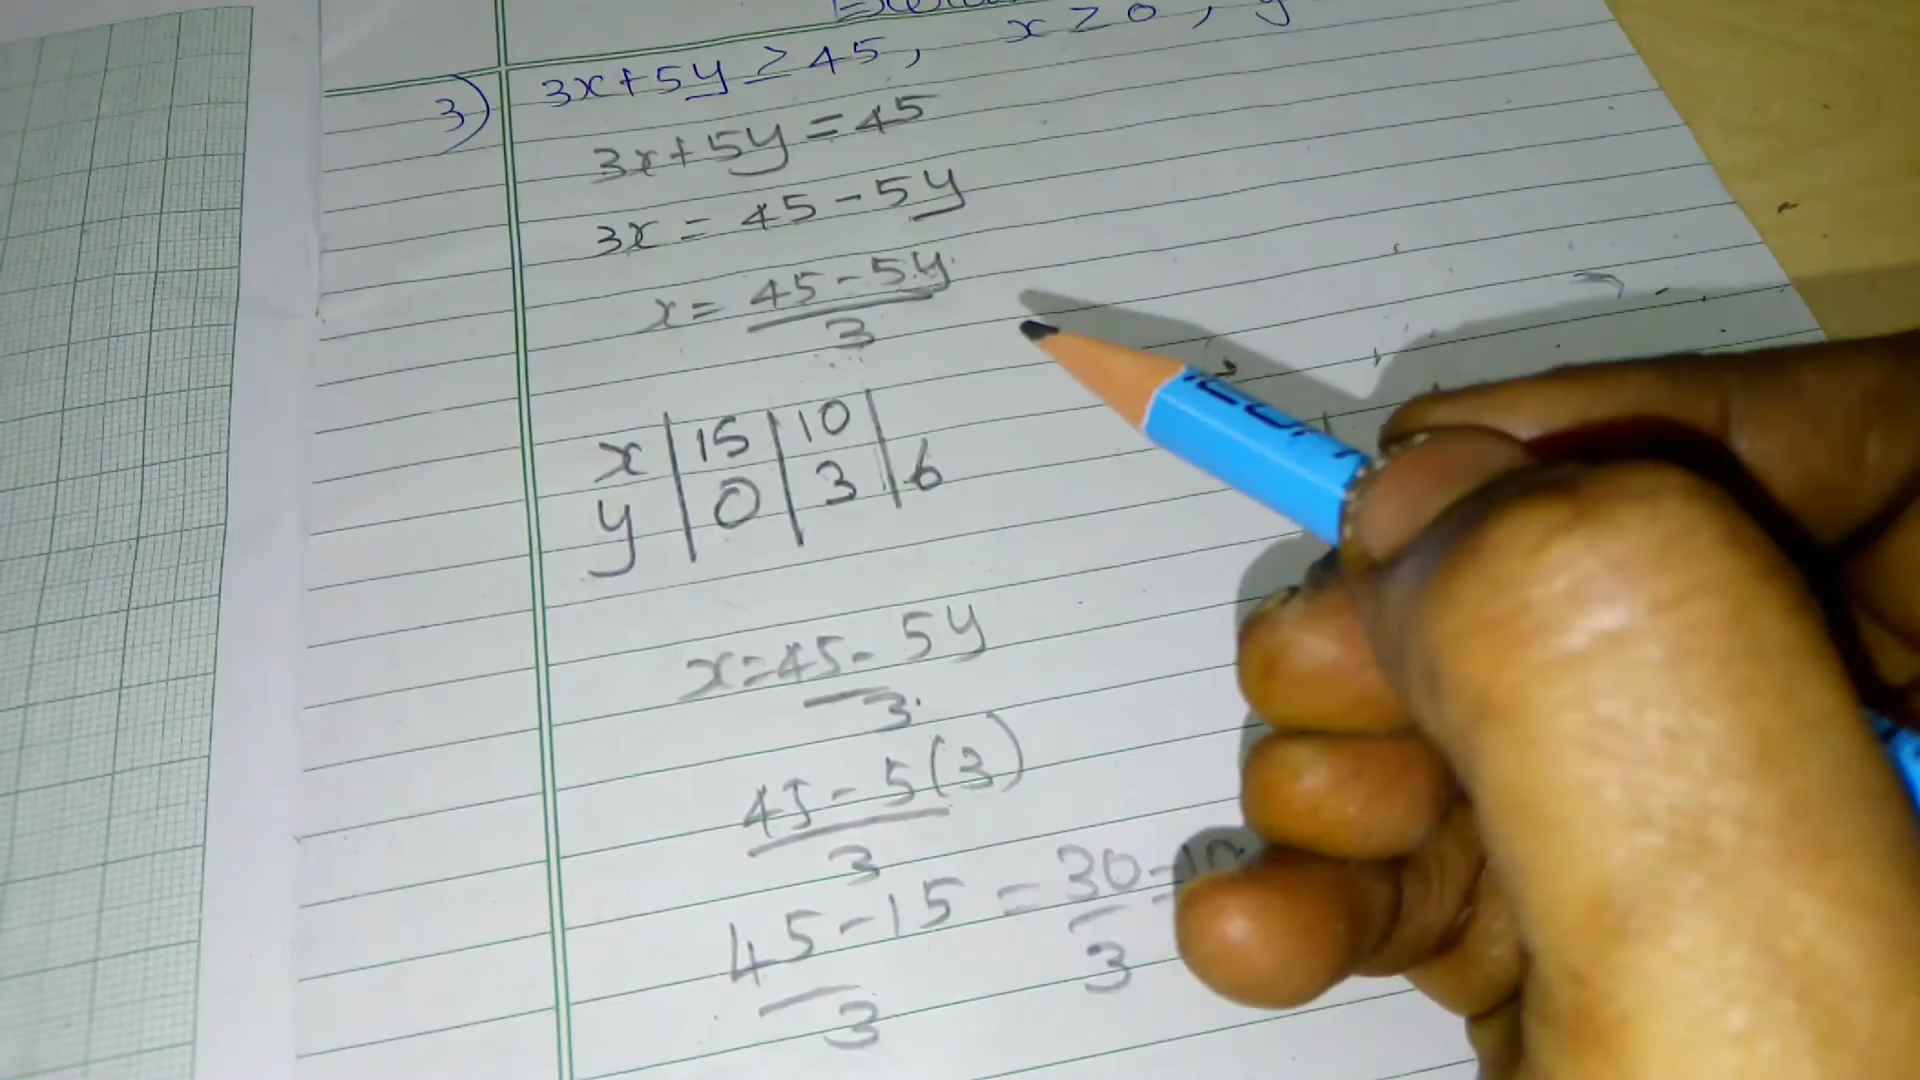 3) 3x+5y ≥ 45, x ≥ 0, y
3x+5y = 45
3x = 45 - 5y
x = 45 - 5y
3
x | 15 | 10 |
y | 0 | 3 | 6
x = 45 - 5y
3
45 - 5(3)
3
45 - 15 = 30 = 10
3 3